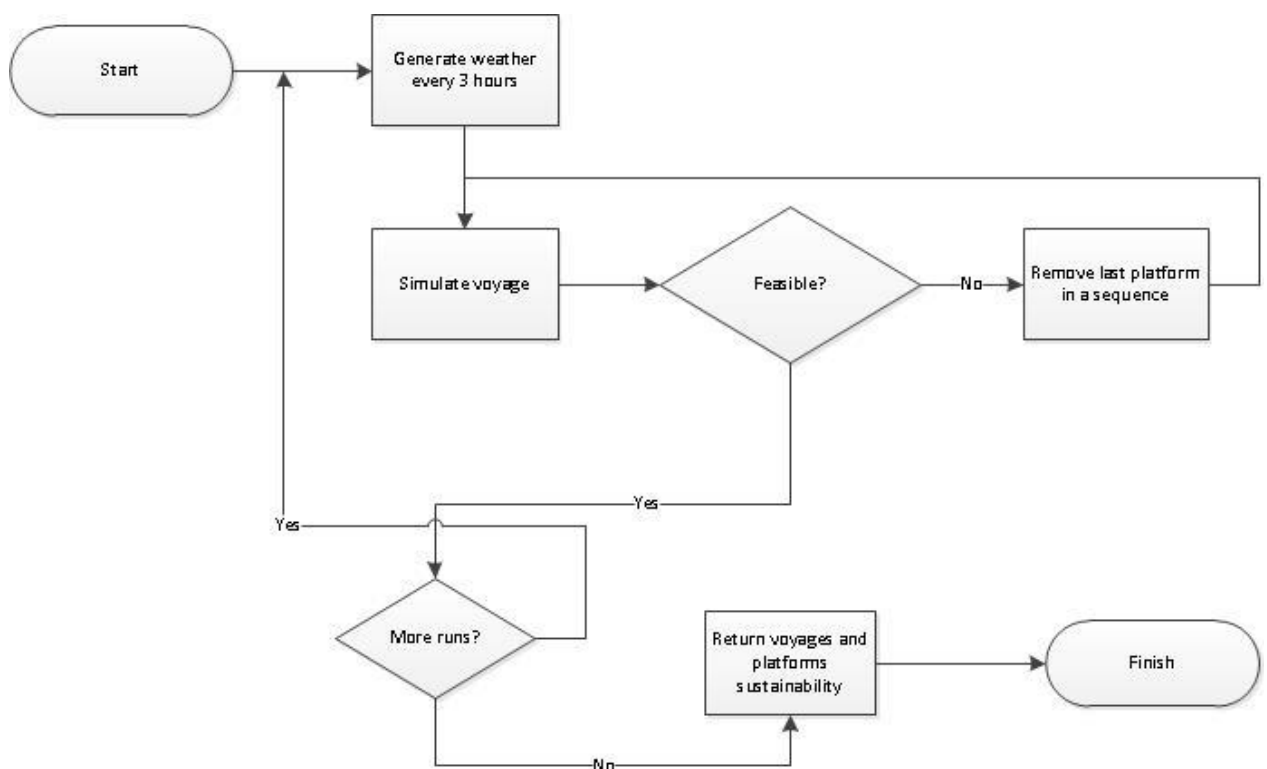 Start
Generate weather
every 3 hours
Simulate voyage
Feasible?
No
Remove last platform
in a sequence
Yes
Yes
More runs?
Return voyages and
platforms
sustainability
Finish
No